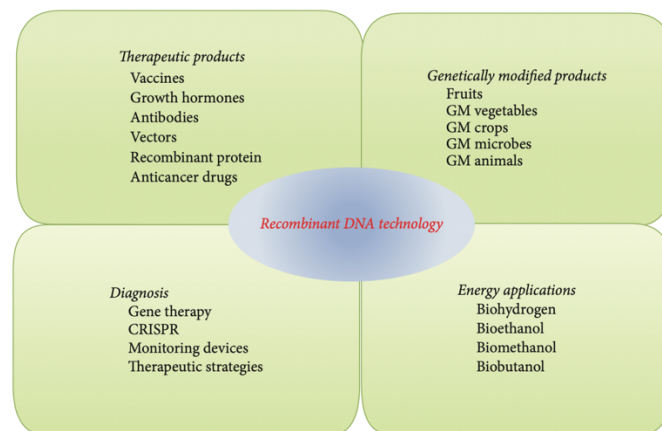 Therapeutic products
Vaccines
Growth hormones
Antibodies
Vectors
Recombinant protein
Anticancer drugs
Genetically modified products
Fruits
GM vegetables
GM crops
GM microbes
GM animals
Recombinant DNA technology
Diagnosis
Gene therapy
CRISPR
Monitoring devices
Therapeutic strategies
Energy applications
Biohydrogen
Bioethanol
Biomethanol
Biobutanol